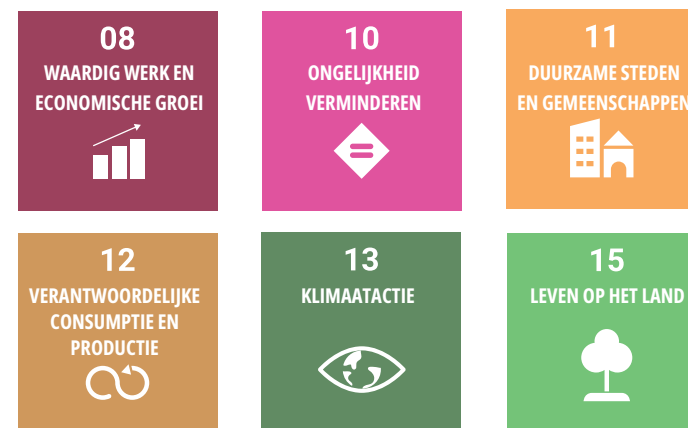 08
WAARDIG WERK EN
ECONOMISCHE GROEI
10
ONGELIJKHEID
VERMINDEREN
11
DUURZAME STEDEN
EN GEMEENSCHAPPEN
12
VERANTWOORDELIJKE
CONSUMPTIE EN
PRODUCTIE
13
KLIMAATACTIE
15
LEVEN OP HET LAND